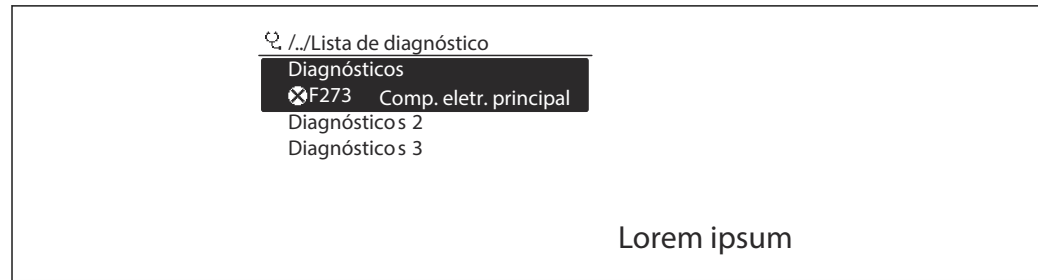 /../Lista de diagnóstico
Diagnósticos
F273 Comp. eletr. principal
Diagnósticos 2
Diagnósticos 3
Lorem ipsum